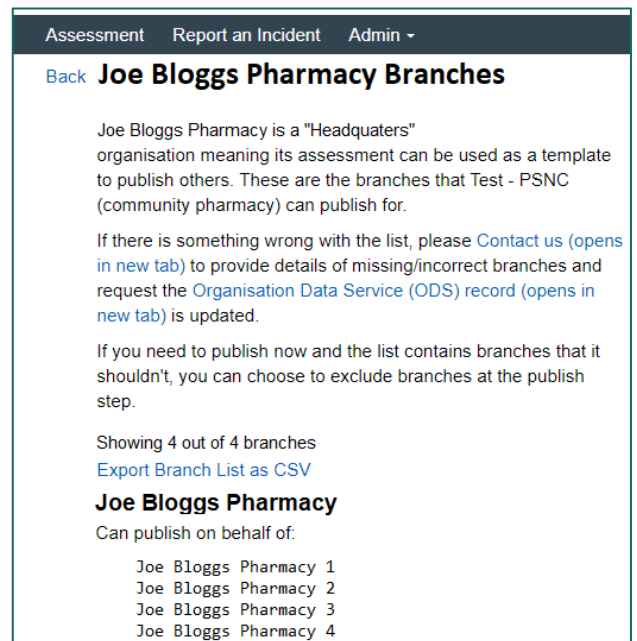 Assessment Report an Incident Admin
Back Joe Bloggs Pharmacy Branches
Joe Bloggs Pharmacy is a "Headquaters"
organisation meaning its assessment can be used as a template
to publish others. These are the branches that Test - PSNC
(community pharmacy) can publish for.
If there is something wrong with the list, please Contact us (opens
in new tab) to provide details of missing/incorrect branches and
request the Organisation Data Service (ODS) record (opens in
new tab) is updated.
If you need to publish now and the list contains branches that it
shouldn't, you can choose to exclude branches at the publish
step.
Showing 4 out of 4 branches
Export Branch List as CSV
Joe Bloggs Pharmacy
Can publish on behalf of:
Joe Bloggs Pharmacy 1
Joe Bloggs Pharmacy 2
Joe Bloggs Pharmacy 3
Joe Bloggs Pharmacy 4